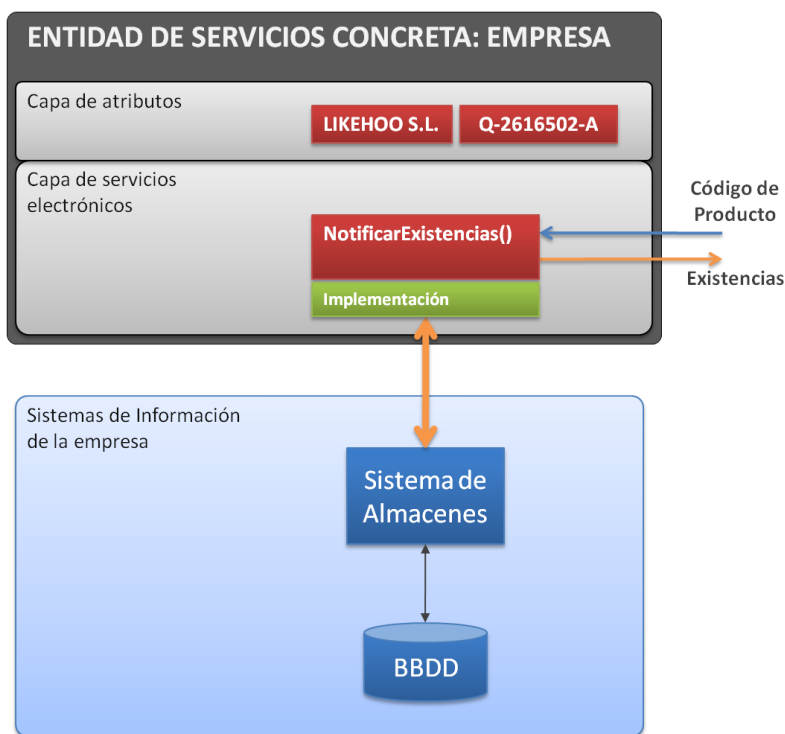 ENTIDAD DE SERVICIOS CONCRETA: EMPRESA
Capa de atributos
LIKEHOO S.L.
Q-2616502-A
Capa de servicios
electrónicos
NotificarExistencias()
Implementación
Código de
Producto
Existencias
Sistemas de Información
de la empresa
Sistema de
Almacenes
BBDD